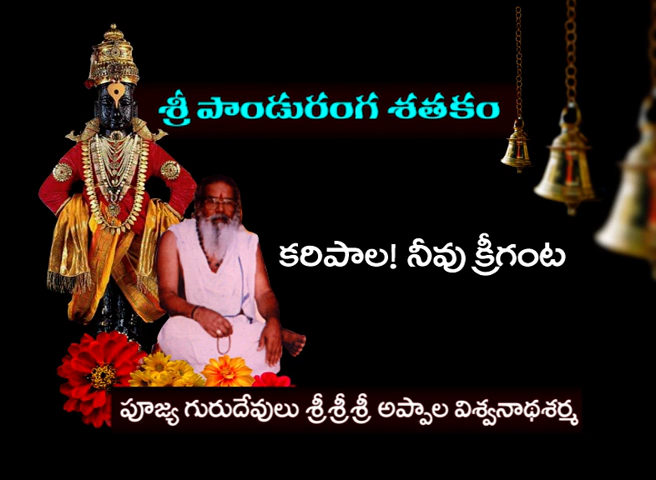 శ్రీ పాండురంగ శతకం
కరిపాల! నీవు క్రీగంట
పూజ్య గురుదేవులు శ్రీ శ్రీ శ్రీ అప్పాల విశ్వనాథశర్మ